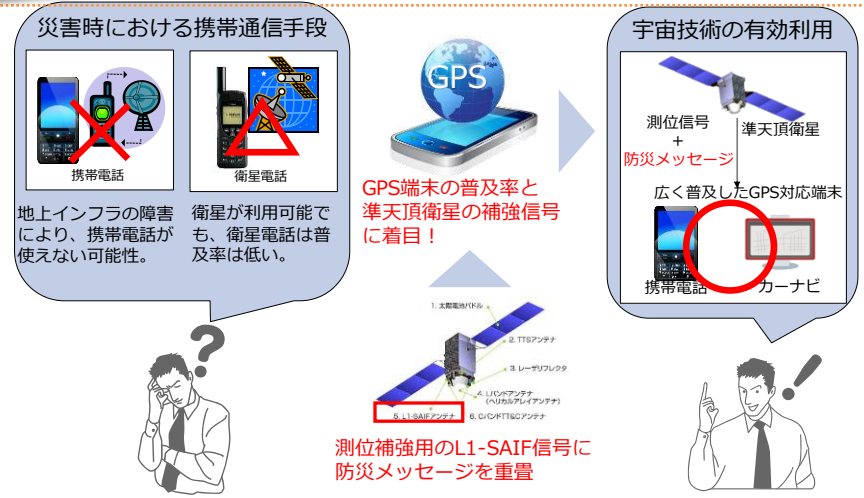 災害時における携帯通信手段
携帯電話
衛星電話
地上インフラの障害
により、携帯電話が
使えない可能性。
衛星が利用可能で
も、衛星電話は普
及率は低い。
GPS
GPS端末の普及率と
準天頂衛星の補強信号
に着目！
1. 太陽電池パドル
2. TTSアンテナ
3. レーザリフレクタ
4. Lバンドアンテナ
(ヘリカルアレイアンテナ)
5. L1-SAIFアンテナ
6. CバンドTT&Cアンテナ
測位補強用のL1-SAIF信号に
防災メッセージを重畳
宇宙技術の有効利用
測位信号
+
防災メッセージ
準天頂衛星
広く普及したGPS対応端末
携帯電話
カーナビ